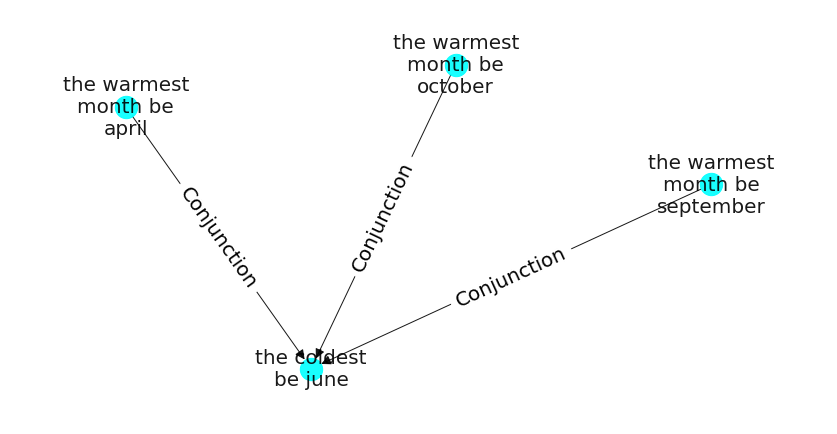 the warmest
month be
october
the warmest
month be
april
the warmest
month be
september
Conjunction
Conjunction
Conjunction
the coldest
be june